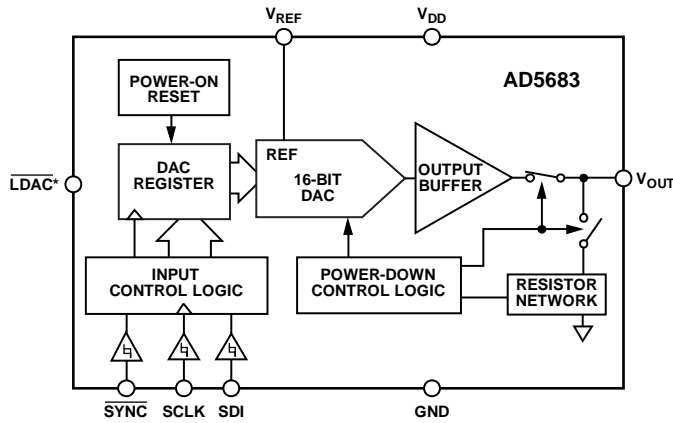 VREF
VDD
AD5683
POWER-ON
RESET
REF
DAC
REGISTER
16-BIT
DAC
OUTPUT
BUFFER
LDAC*
VOUT
INPUT
CONTROL LOGIC
POWER-DOWN
CONTROL LOGIC
RESISTOR
NETWORK
SYNC
SCLK
SDI
GND